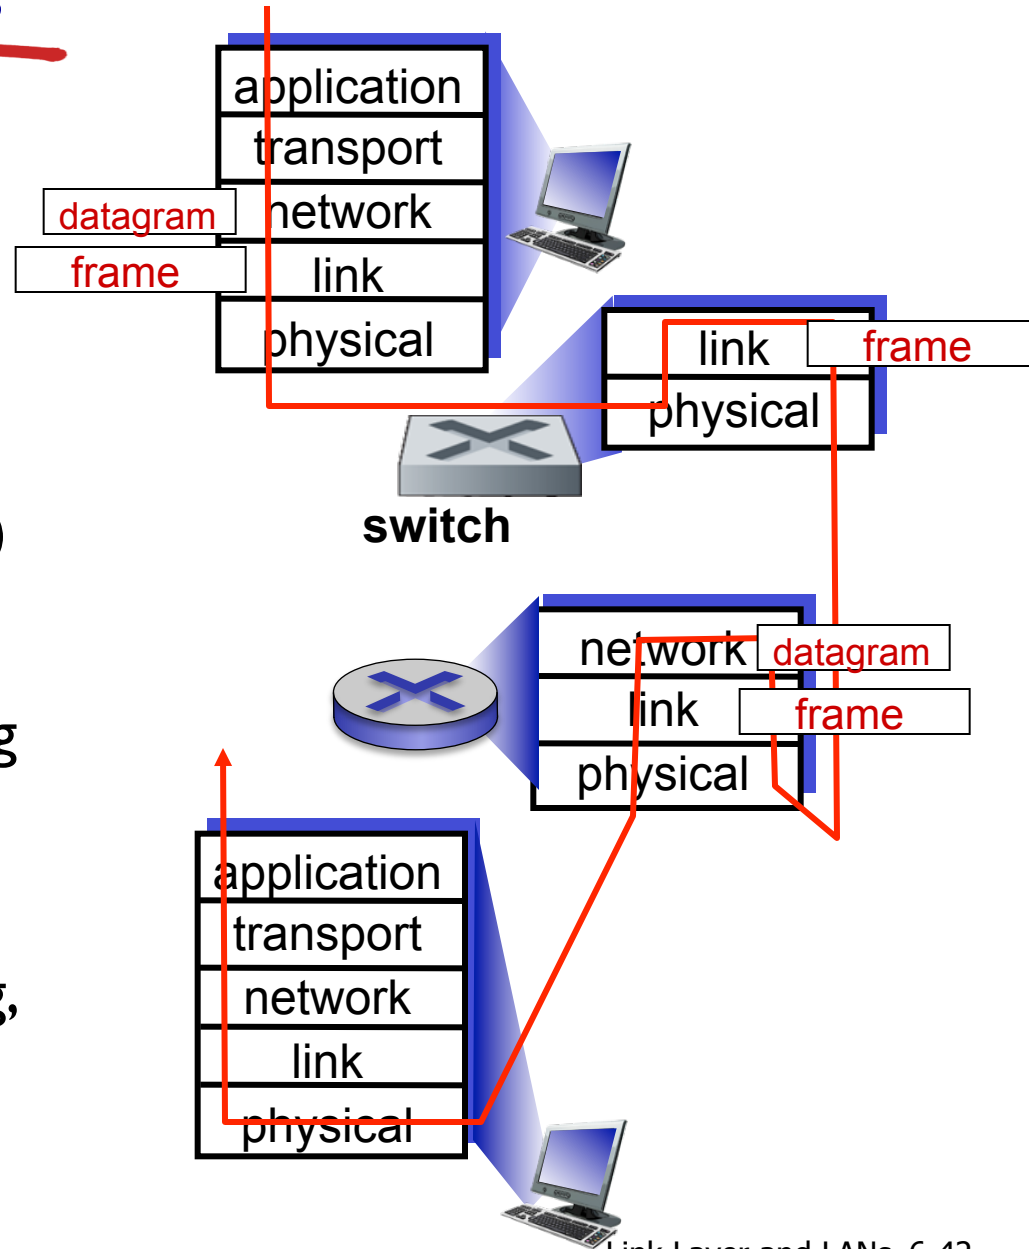 application
transport
datagram
network
frame
link
physical
link
frame
physical
switch
)
network
datagram
link
frame
g
physical
application
transport
g,
network
link
physical